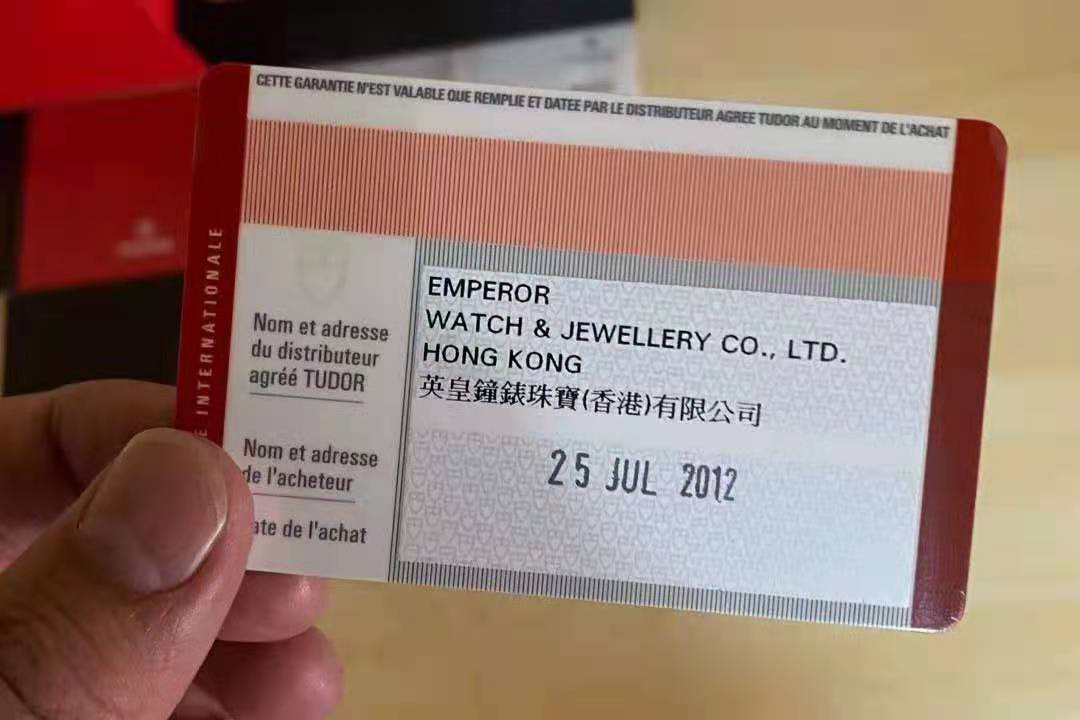 CETTE GARANTIE N'EST VALABLE QUE REMPLIE ET DATEE PAR LE DISTRIBUTEUR AGREE TUDOR AU MOMENT DE L'ACHAT
INTERNATIONALE
EMPEROR
WATCH & JEWELLERY CO., LTD.
HONG KONG
英皇鐘錶珠寶(香港)有限公司
Nom et adresse
du distributeur
agréé TUDOR
25 JUL 2012
Nom et adresse
de l'acheteur
ate de l'achat